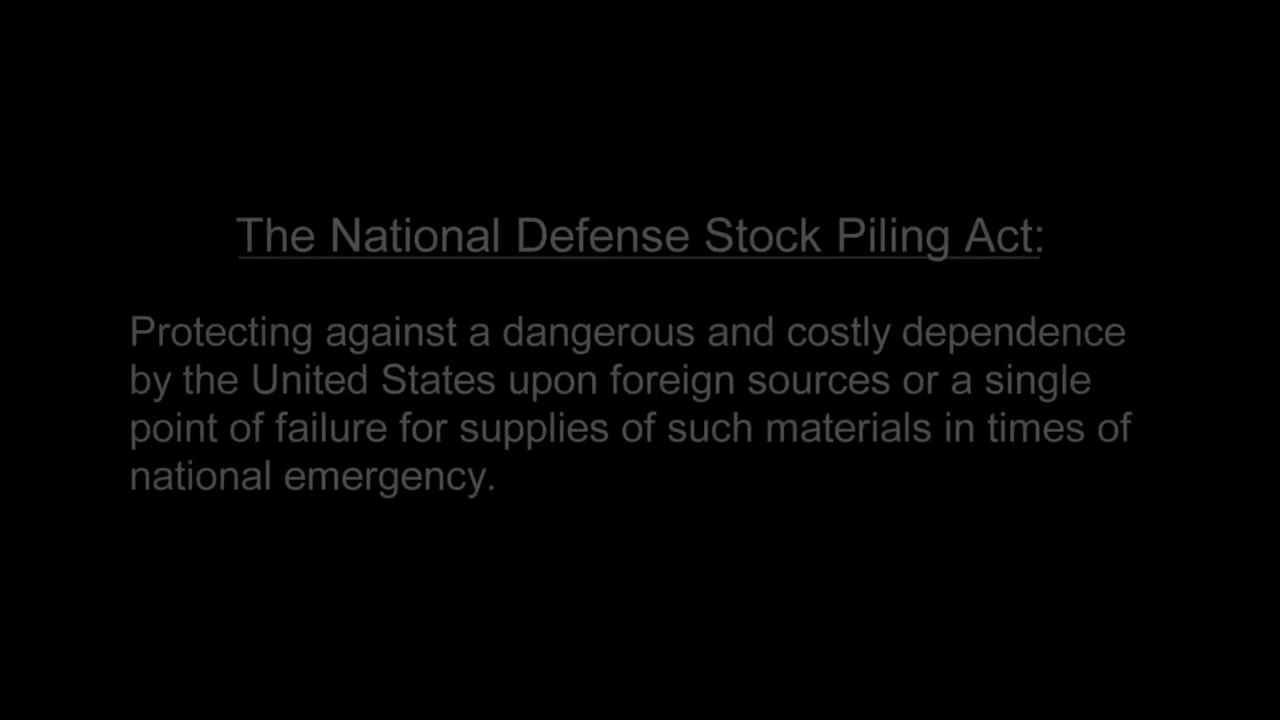 The National Defense Stock Piling Act:
Protecting against a dangerous and costly dependence
by the United States upon foreign sources or a single
point of failure for supplies of such materials in times of
national emergency.